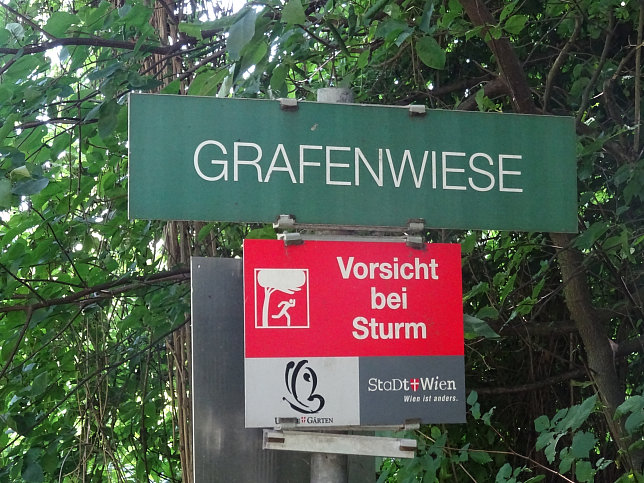 GRAFENWIESE
Vorsicht
bei
Sturm
StaDt Wien
Wien ist anders.
GÄRTEN